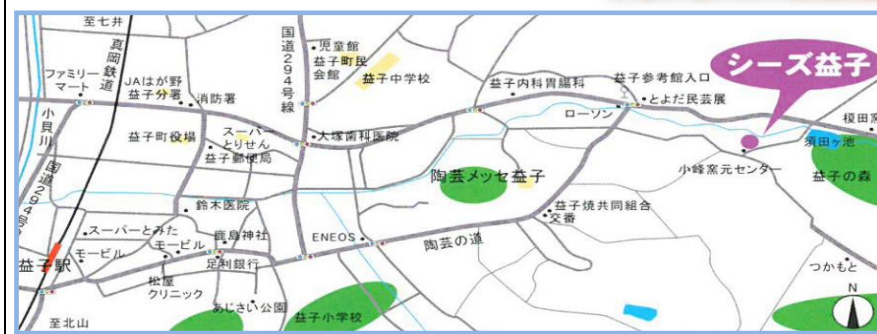 至七井
真岡鉄道
国道294号線
児童館
益子町民
会館
益子中学校
シーズ益子
ファミリー
マート
JAはが野
益子分署
消防署
益子内科胃腸科
益子参考館入口
とよだ民芸展
ローソン
榎田窯
小貝川
国道294号
益子町役場
スーパー
とりせん
益子郵便局
大塚歯科医院
須田ヶ池
小峰窯元センター
益子の森
陶芸メッセ益子
鈴木医院
益子焼共同組合
交番
スーパーとみた
モービル
モービル
鹿島神社
ENEOS
陶芸の道
益子駅
足利銀行
松屋
クリニック
つかもと
あじさい公園
益子小学校
至北山
N